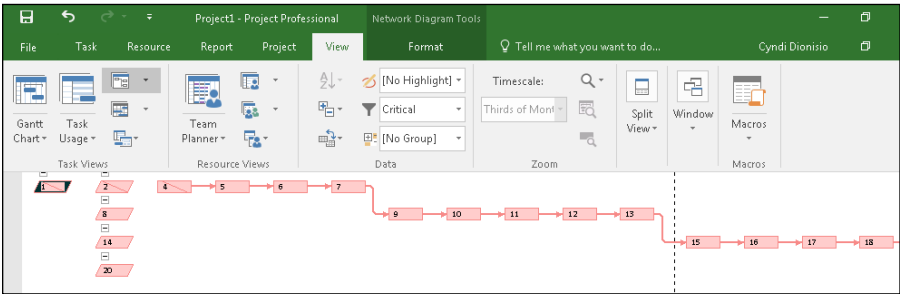 Project1 - Project Professional Network Diagram Tools
File Task Resource Report Project View Format Tell me what you want to do... Cyndi Dionisio
[No Highlight] Timescale:
Critical Thirds of Mont
Gantt Chart Task Usage Team Planner [No Group] Split View Window Macros
Task Views Resource Views Data Zoom Macros
1 2 4 5 6 7
8 9 10 11 12 13
14 15 16 17 18
20